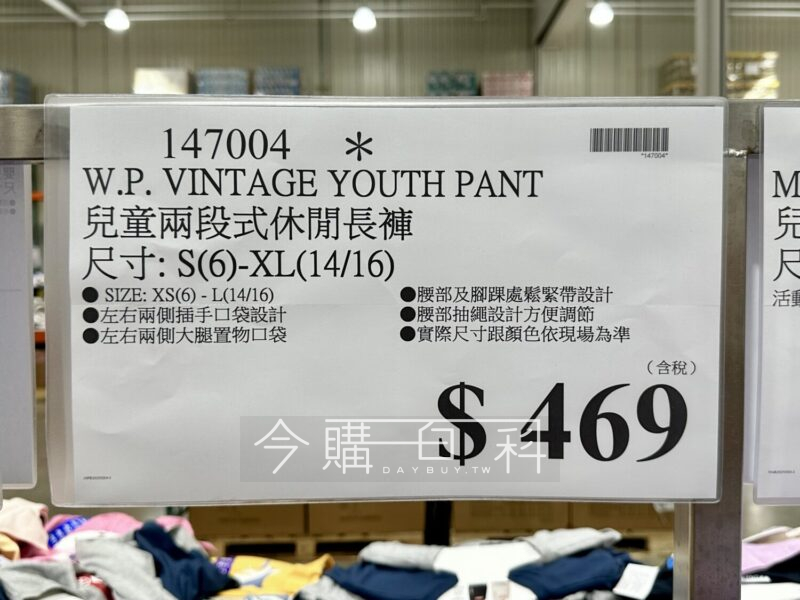 147004 *
"147004"
W.P. VINTAGE YOUTH PANT
兒童兩段式休閒長褲
尺寸: S(6)-XL(14/16)
● SIZE: XS(6) - L(14/16)
●左右兩側插手口袋設計
●左右兩側大腿置物口袋
●腰部及腳踝處鬆緊帶設計
●腰部抽繩設計方便調節
●實際尺寸跟顏色依現場為準
(含稅)
$ 469
今購百科
DAYBUY.TW
M
兒
尺
活動